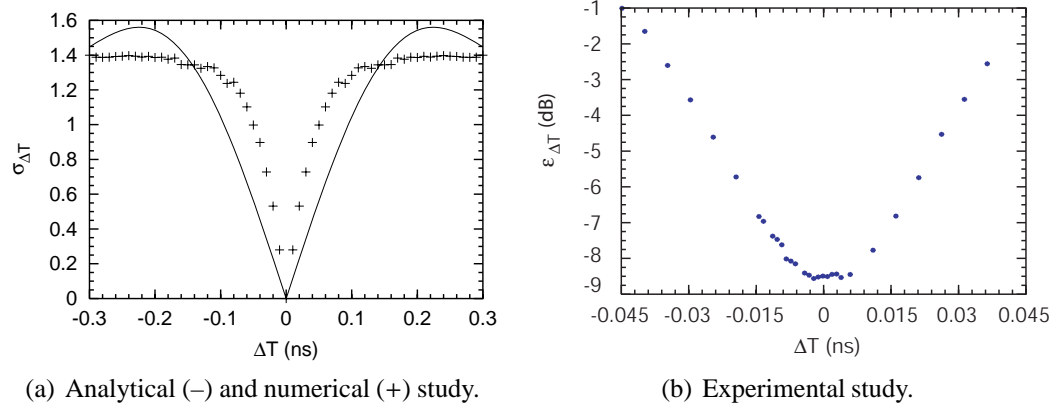 1.6
1.4
1.2
1
0.8
0.6
0.4
0.2
0
σΔT
-0.3 -0.2 -0.1 0 0.1 0.2 0.3
ΔT (ns)
(a) Analytical (–) and numerical (+) study.
-1
-2
-3
-4
-5
-6
-7
-8
-9
εΔT (dB)
-0.045 -0.03 -0.015 0 0.015 0.03 0.045
ΔT (ns)
(b) Experimental study.